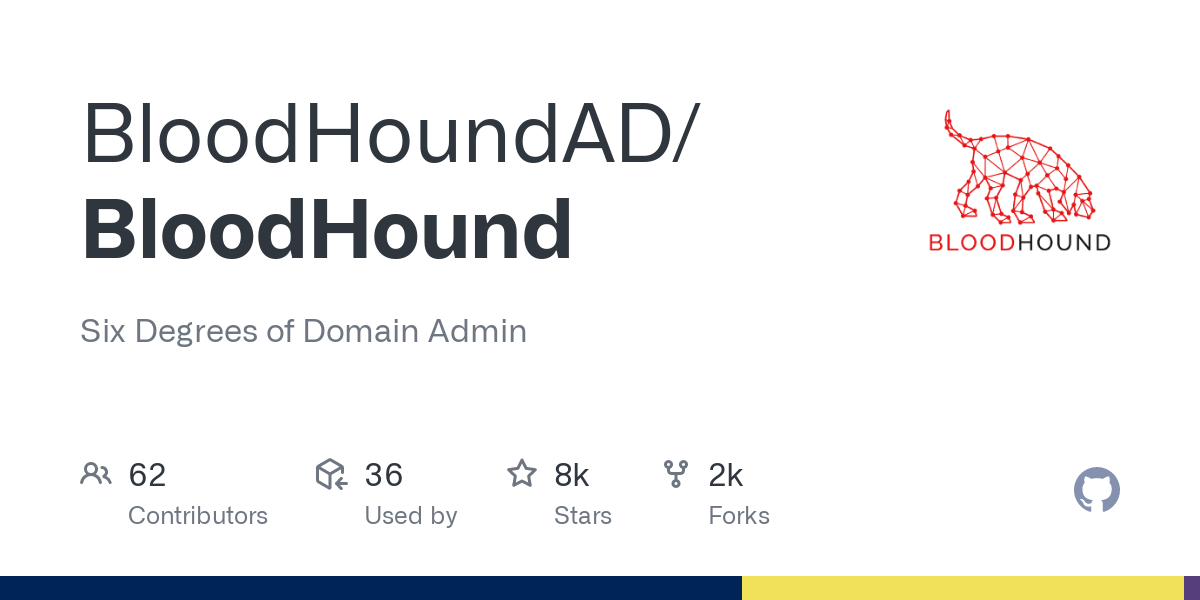 BloodHoundAD/
BloodHound
BLOODHOUND
Six Degrees of Domain Admin
62
Contributors
36
Used by
8k
Stars
2k
Forks